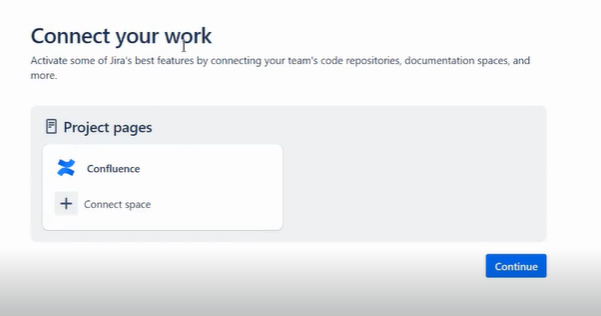 Connect your work
Activate some of Jira's best features by connecting your team's code repositories, documentation spaces, and
more.
Project pages
Confluence
Connect space
Continue